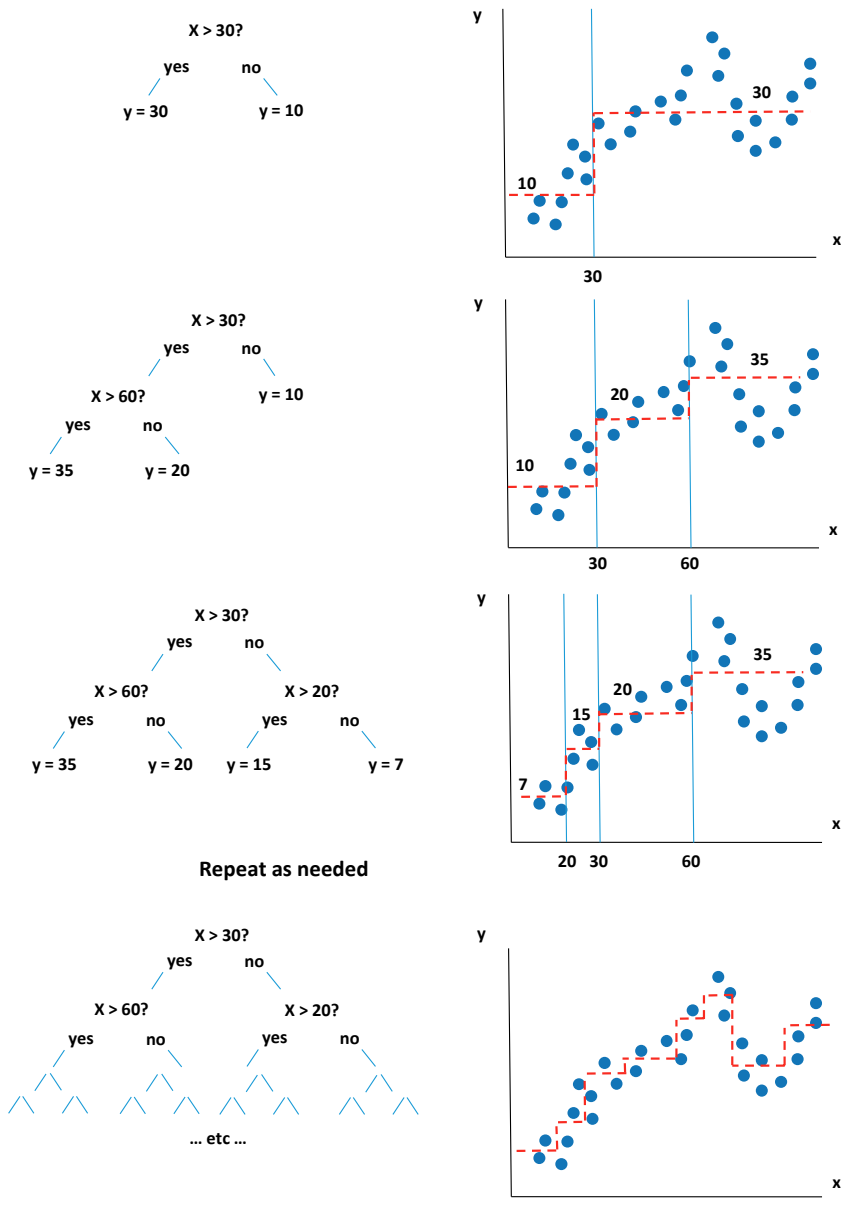 X > 30?
yes no
y = 30 y = 10
y
30
10
x
30
X > 30?
yes no
X > 60? y = 10
yes no
y = 35 y = 20
y
35
20
10
x
30 60
X > 30?
yes no
X > 60? X > 20?
yes no yes no
y = 35 y = 20 y = 15 y = 7
y
35
20
15
7
x
20 30 60
Repeat as needed
X > 30?
yes no
X > 60? X > 20?
yes no yes no
... etc ...
y
x